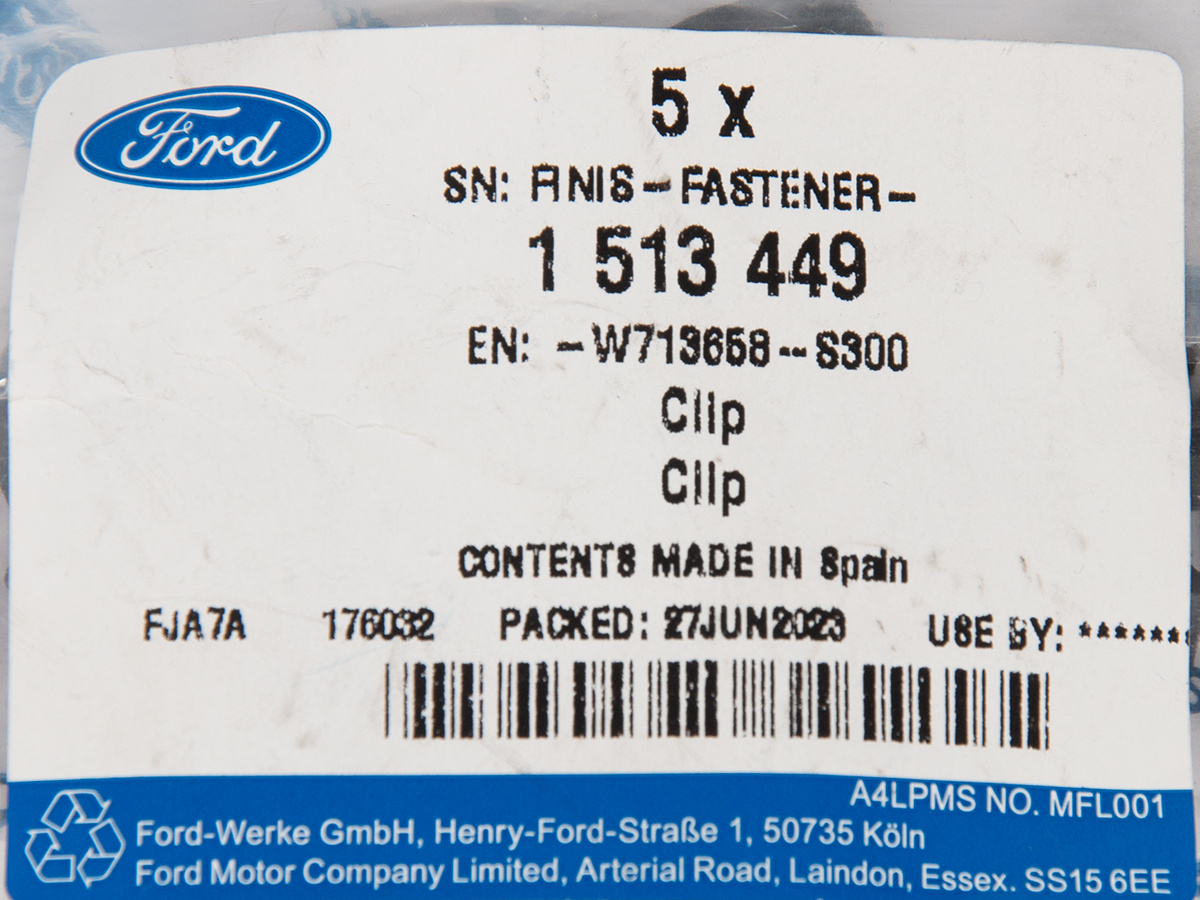 Ford
5 x
SN: FINIS-FASTENER-
1 513 449
EN: -W713658--S300
Clip
Clip
CONTENTS MADE IN Spain
FJA7A 176032 PACKED: 27JUN2023 USE BY: *******
A4LPMS NO. MFL001
Ford-Werke GmbH, Henry-Ford-Straße 1, 50735 Köln
Ford Motor Company Limited, Arterial Road, Laindon, Essex. SS15 6EE